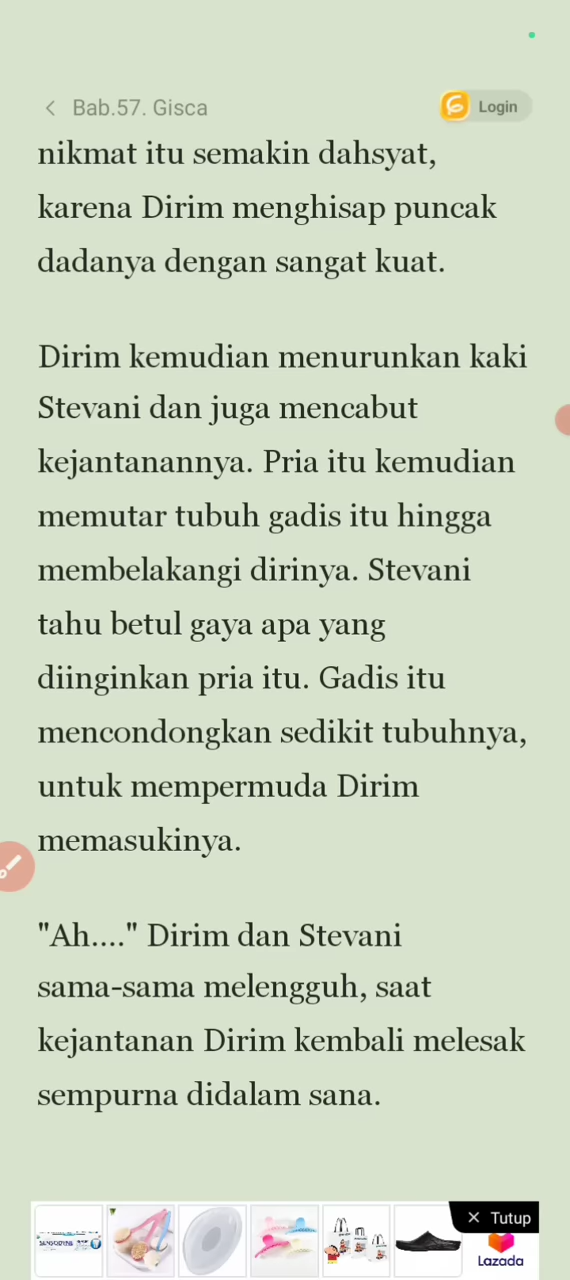 Bab.57. Gisca
Login
nikmat itu semakin dahsyat,
karena Dirim menghisap puncak
dadanya dengan sangat kuat.
Dirim kemudian menurunkan kaki
Stevani dan juga mencabut
kejantanannya. Pria itu kemudian
memutar tubuh gadis itu hingga
membelakangi dirinya. Stevani
tahu betul gaya apa yang
diinginkan pria itu. Gadis itu
mencondongkan sedikit tubuhnya,
untuk mempermuda Dirim
memasukinya.
"Ah...." Dirim dan Stevani
sama-sama melengguh, saat
kejantanan Dirim kembali melesak
sempurna didalam sana.
× Tutup
SENSODYNE
Lazada